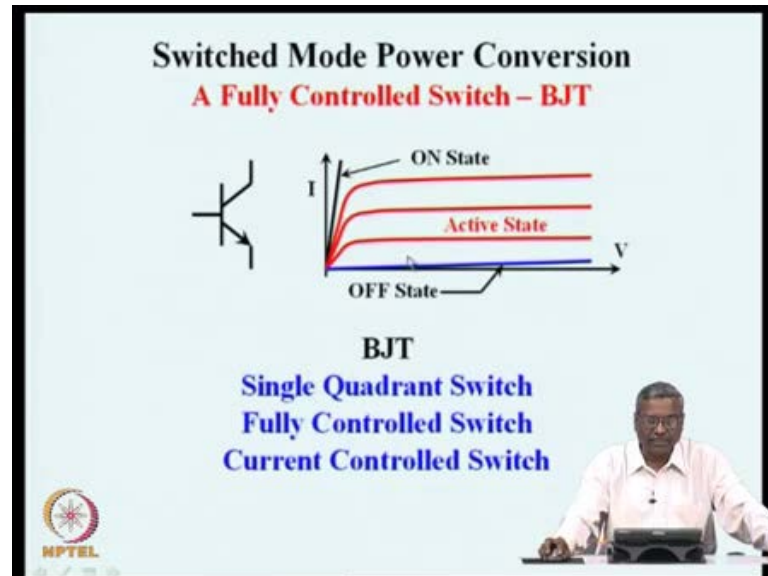 Switched Mode Power Conversion
A Fully Controlled Switch – BJT
ON State
I
Active State
V
OFF State
BJT
Single Quadrant Switch
Fully Controlled Switch
Current Controlled Switch
NPTEL